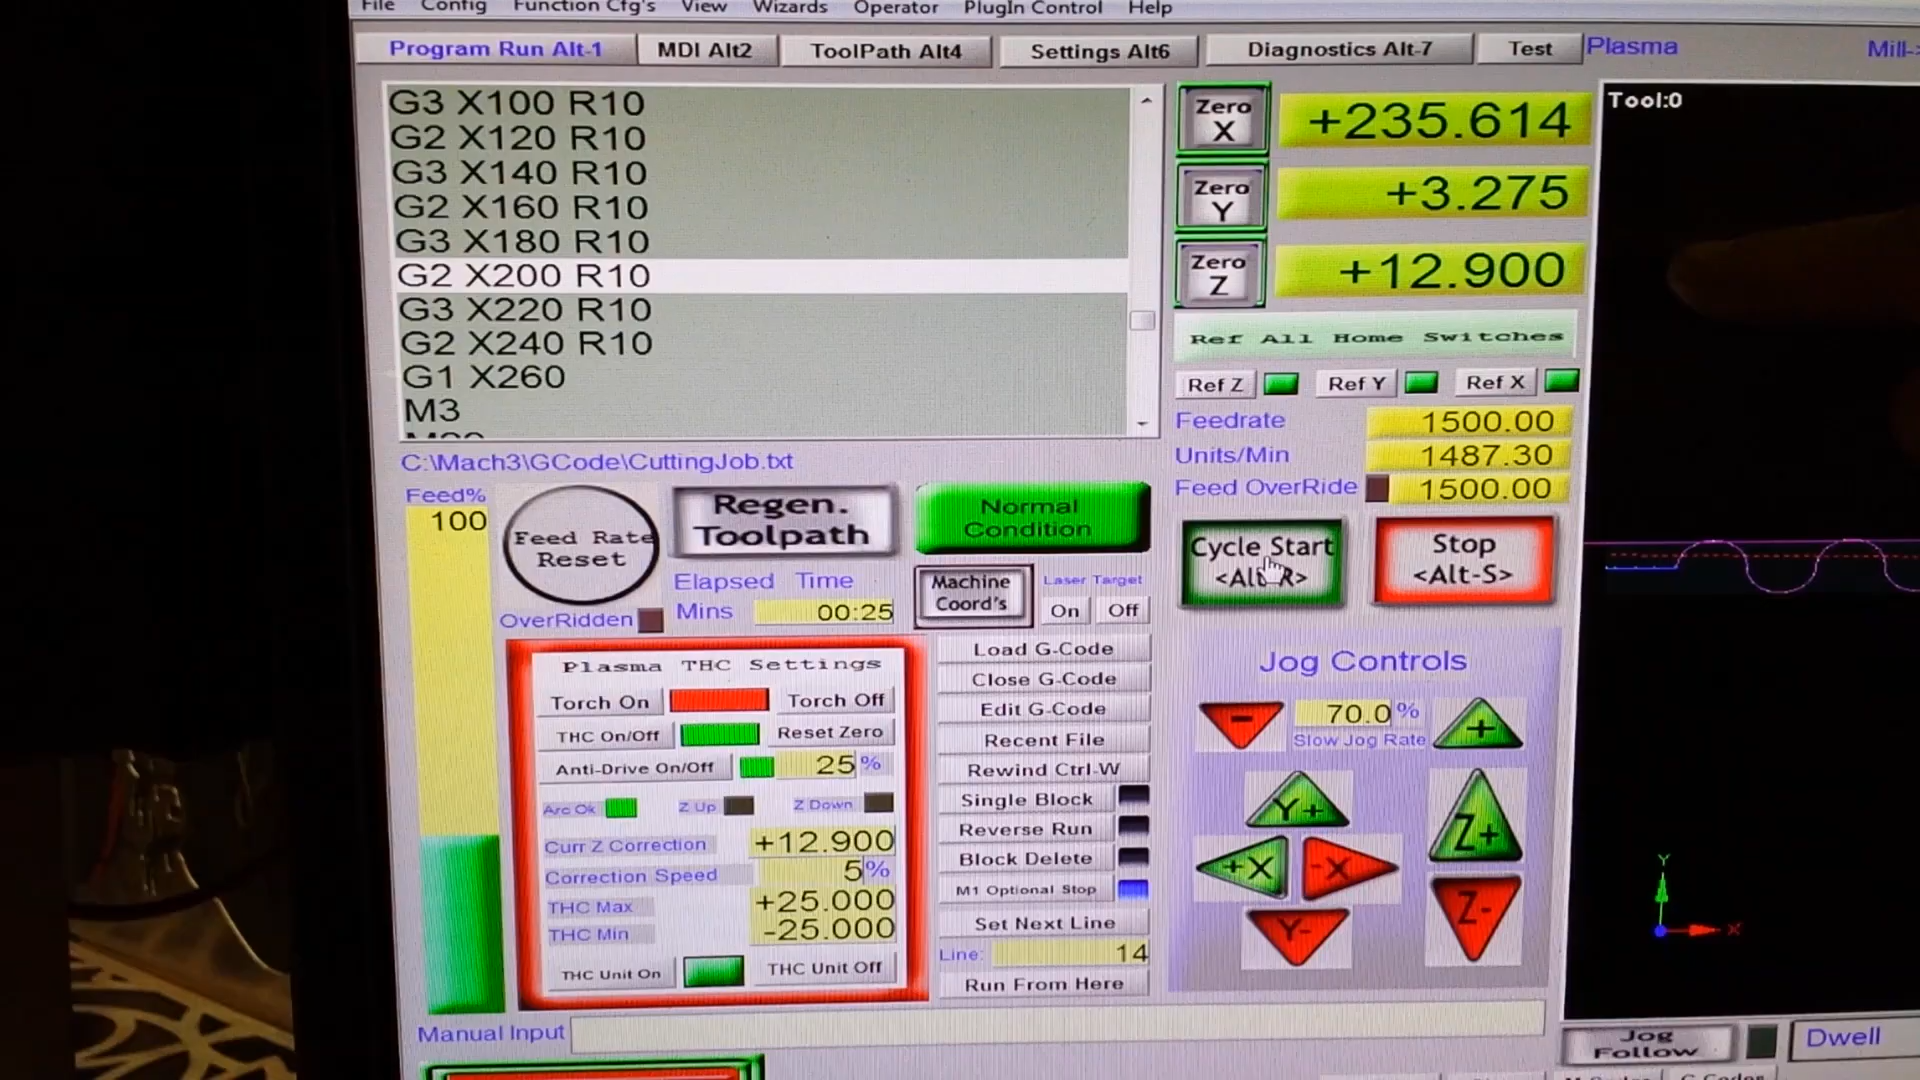 File Config Function Cfg's View Wizards Operator PlugIn Control Help
Program Run Alt-1 MDI Alt2 ToolPath Alt4 Settings Alt6 Diagnostics Alt-7 Test Plasma
G3 X100 R10
G2 X120 R10
G3 X140 R10
G2 X160 R10
G3 X180 R10
G2 X200 R10
G3 X220 R10
G2 X240 R10
G1 X260
M3
C:\Mach3\GCode\CuttingJob.txt
Zero X +235.614
Zero Y +3.275
Zero Z +12.900
Ref All Home Switches
Ref Z Ref Y Ref X
Feedrate 1500.00
Units/Min 1487.30
Feed OverRide 1500.00
Tool:0
Feed%
100
Feed Rate
Reset
OverRidden
Regen.
Toolpath
Elapsed Time
Mins 00:25
Normal
Condition
Machine
Coord's
Laser Target
On Off
Cycle Start
<Alt-R>
Stop
<Alt-S>
Plasma THC Settings
Torch On Torch Off
THC On/Off Reset Zero
Anti-Drive On/Off 25 %
Arc Ok Z Up Z Down
Curr Z Correction +12.900
Correction Speed 5%
THC Max +25.000
THC Min -25.000
THC Unit On THC Unit Off
Load G-Code
Close G-Code
Edit G-Code
Recent File
Rewind Ctrl-W
Single Block
Reverse Run
Block Delete
M1 Optional Stop
Set Next Line
Line: 14
Run From Here
Jog Controls
- 70.0 % +
Slow Jog Rate
Y+
+X -X
Y-
Z+
Z-
Y
X
Manual Input
Jog
Follow
Dwell